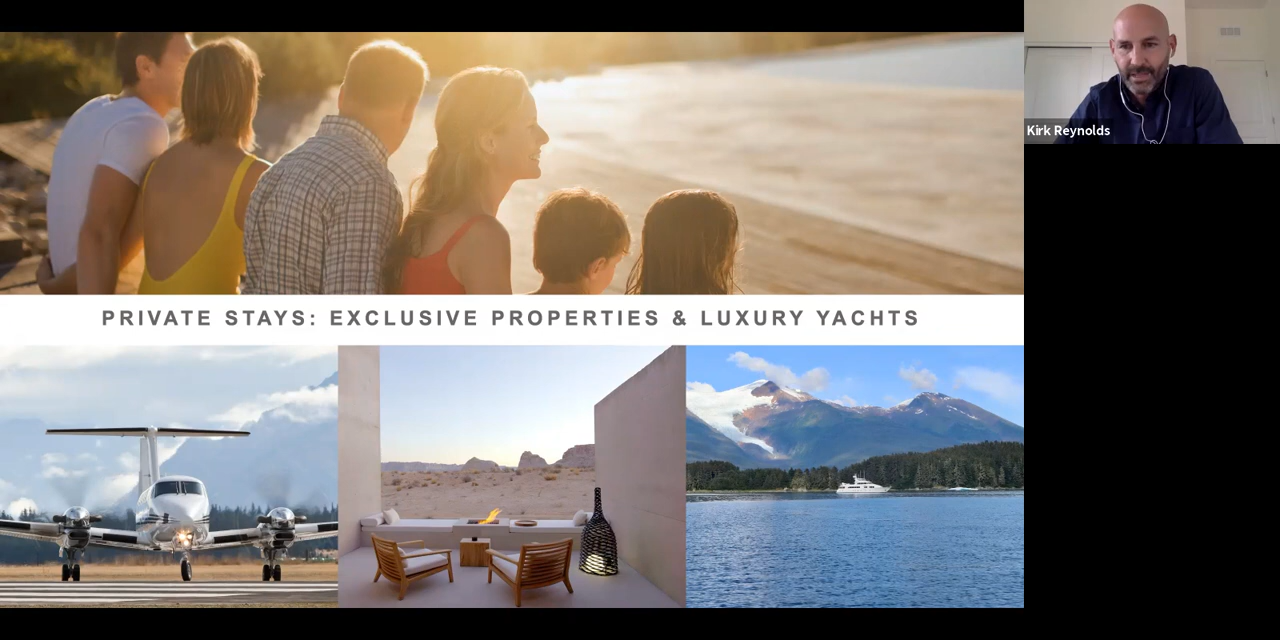 Kirk Reynolds
PRIVATE STAYS: EXCLUSIVE PROPERTIES & LUXURY YACHTS